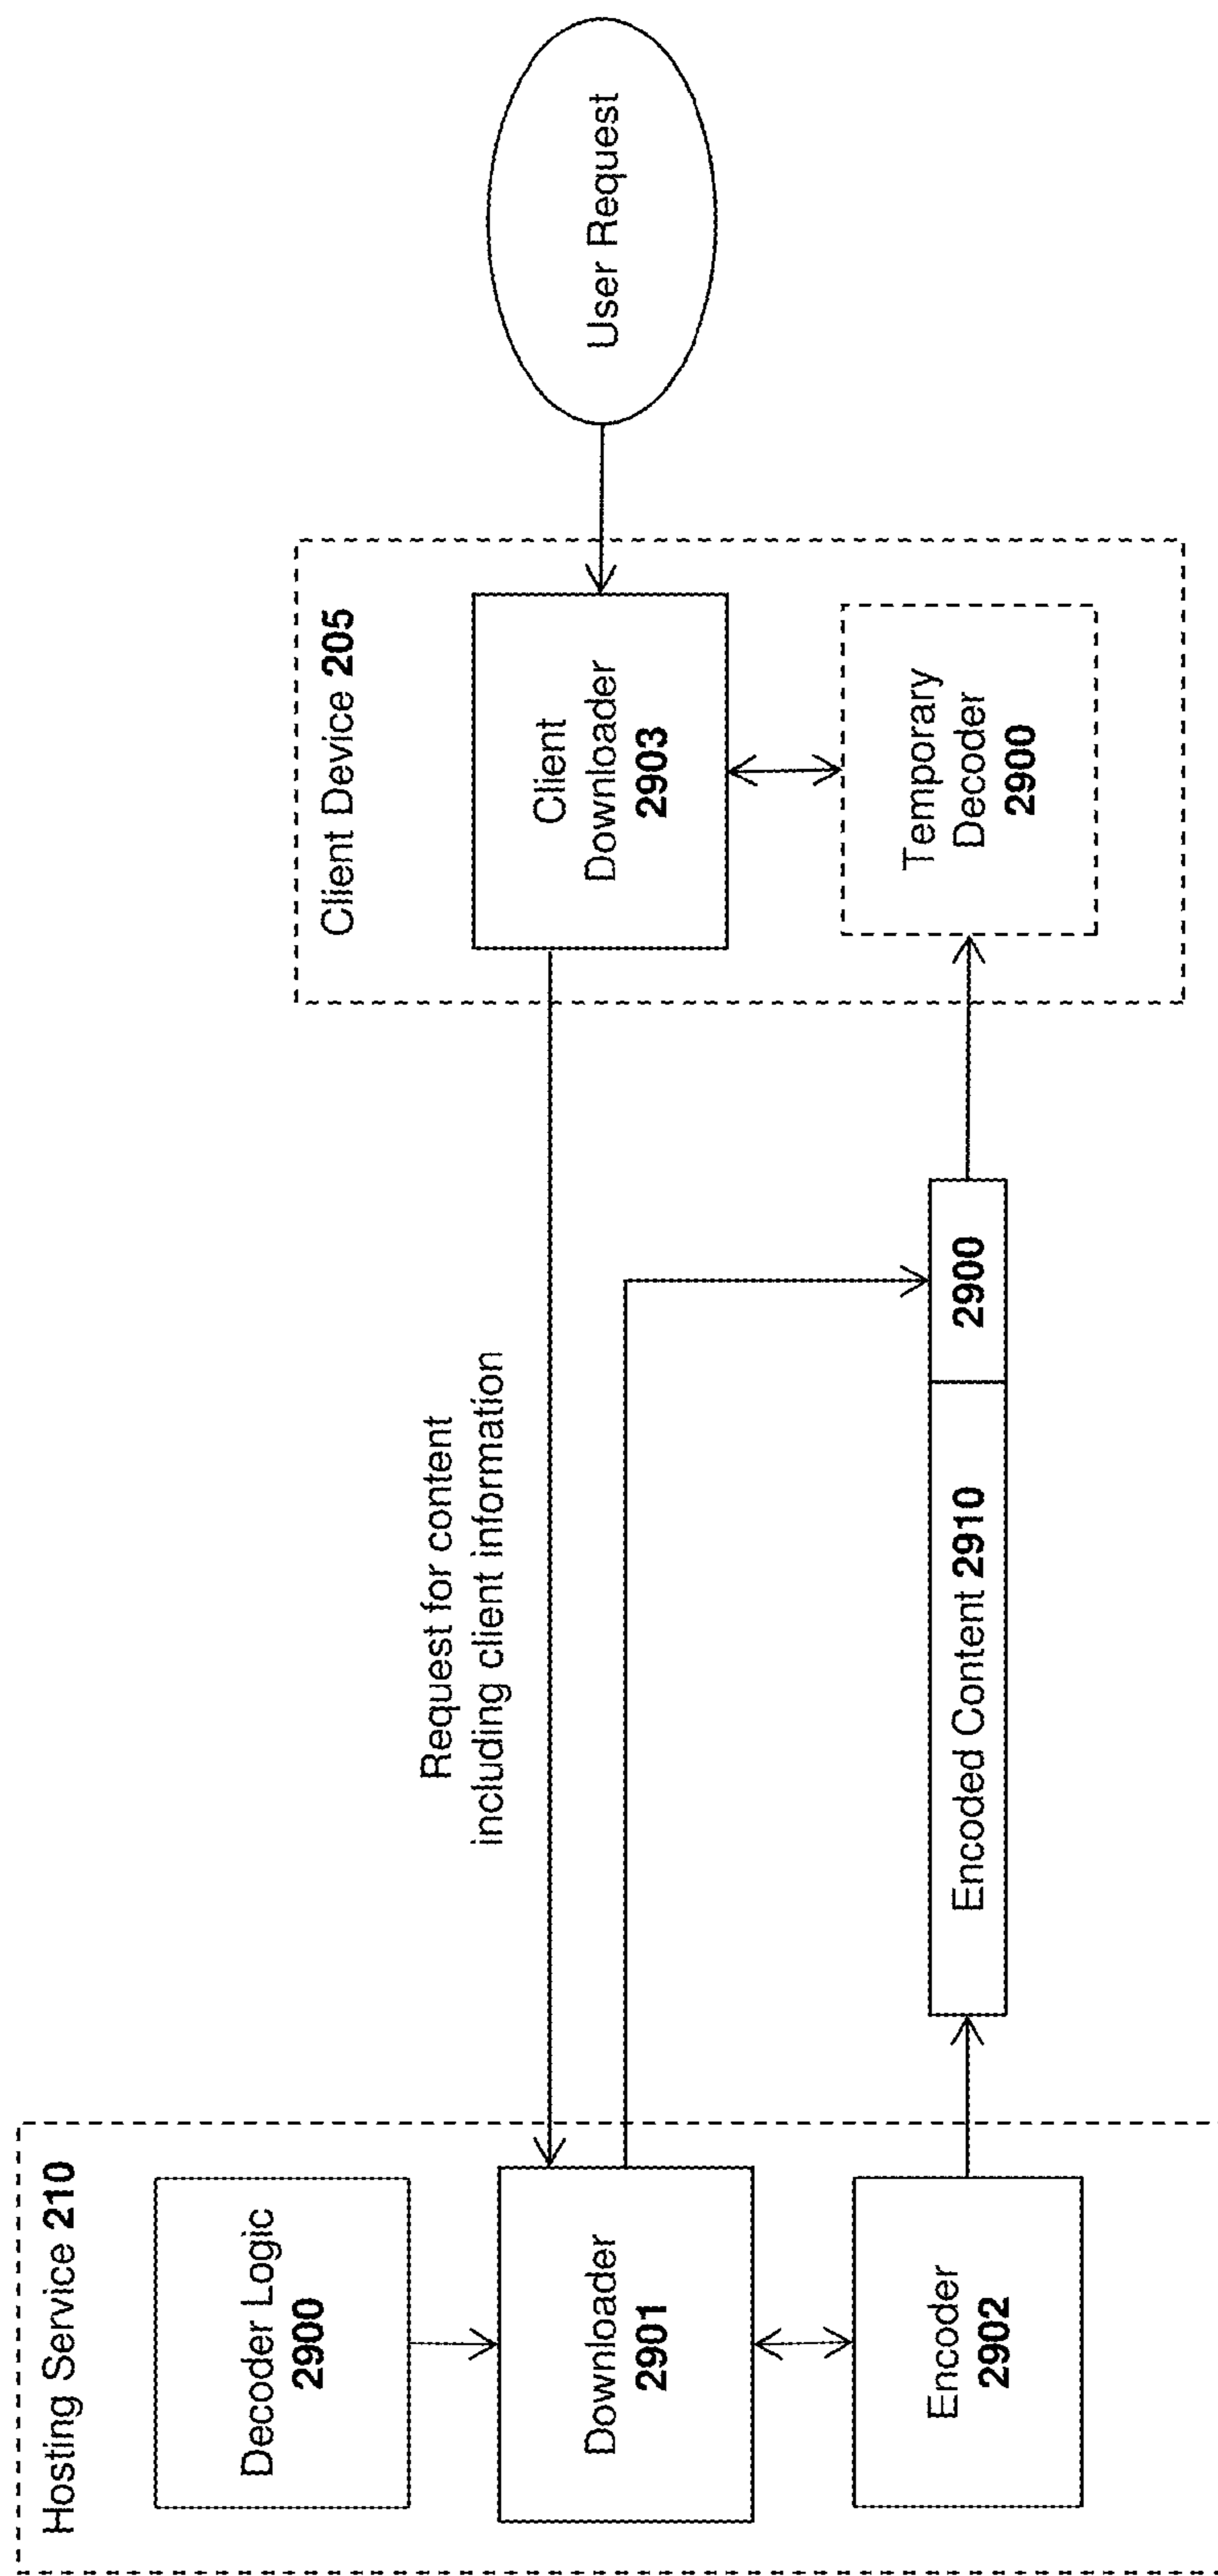 Hosting Service 210
Decoder Logic
2900
Downloader
2901
Encoder
2902
Request for content
including client information
Encoded Content 2910
2900
Client Device 205
Client
Downloader
2903
Temporary
Decoder
2900
User Request